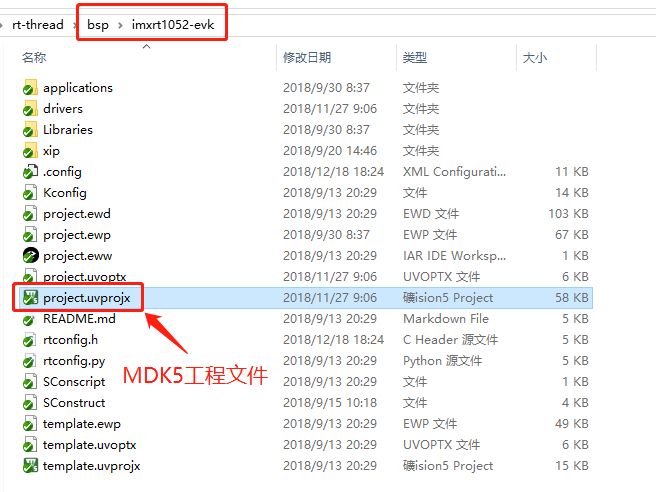 rt-thread bsp imxrt1052-evk
名称 修改日期 类型 大小
applications 2018/9/30 8:37 文件夹
drivers 2018/11/27 9:06 文件夹
Libraries 2018/9/30 8:37 文件夹
xip 2018/9/20 14:46 文件夹
.config 2018/12/18 18:24 XML Configurati... 11 KB
Kconfig 2018/9/13 20:29 文件 1 KB
project.ewd 2018/9/13 20:29 EWD 文件 103 KB
project.ewp 2018/9/30 8:37 EWP 文件 67 KB
project.eww 2018/9/13 20:29 IAR IDE Worksp... 1 KB
project.uvoptx 2018/9/13 20:29 UVOPTX 文件 6 KB
project.uvprojx 2018/11/27 9:06 礦ision5 Project 58 KB
README.md 2018/9/13 20:29 Markdown File 5 KB
rtconfig.h 2018/12/18 18:24 C Header 源文件 5 KB
rtconfig.py 2018/9/13 20:29 Python 源文件 5 KB
MDK5工程文件
SConscript 2018/9/13 20:29 文件 1 KB
SConstruct 2018/9/15 10:18 文件 4 KB
template.ewp 2018/9/13 20:29 EWP 文件 49 KB
template.uvoptx 2018/9/13 20:29 UVOPTX 文件 6 KB
template.uvprojx 2018/9/13 20:29 礦ision5 Project 15 KB